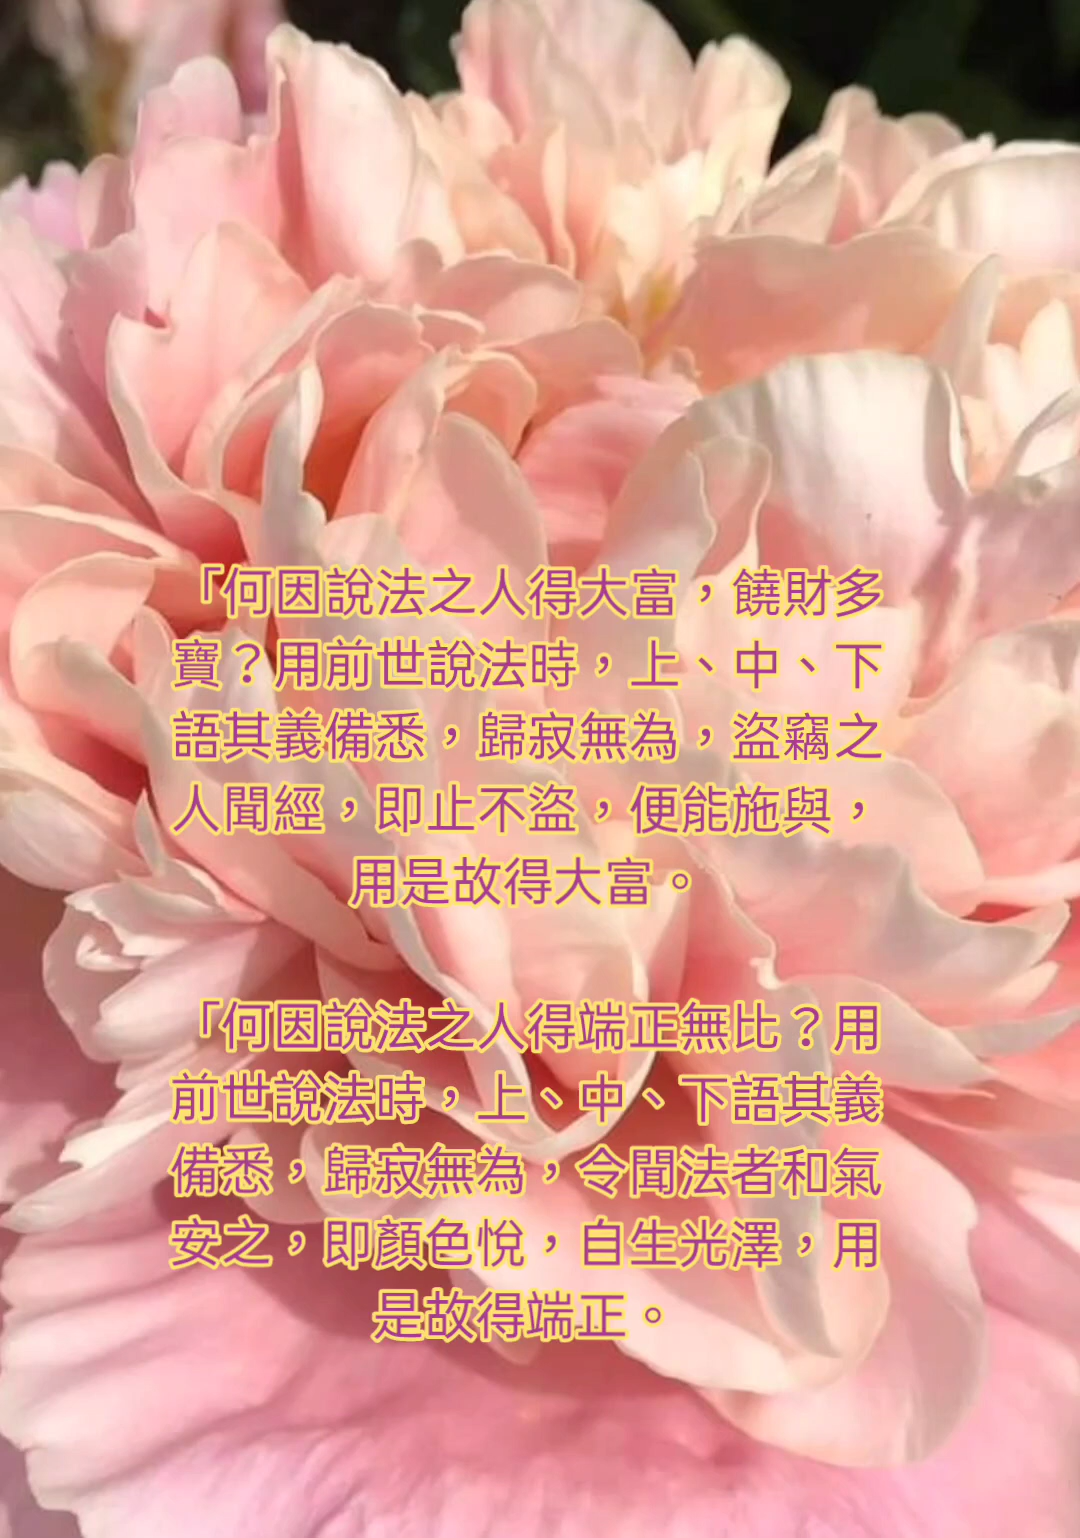 「何因說法之人得大富，饒財多
寶？用前世說法時，上、中、下
語其義備悉，歸寂無為，盜竊之
人聞經，即止不盜，便能施與，
用是故得大富。
「何因說法之人得端正無比？用
前世說法時，上、中、下語其義
備悉，歸寂無為，令聞法者和氣
安之，即顏色悅，自生光澤，用
是故得端正。